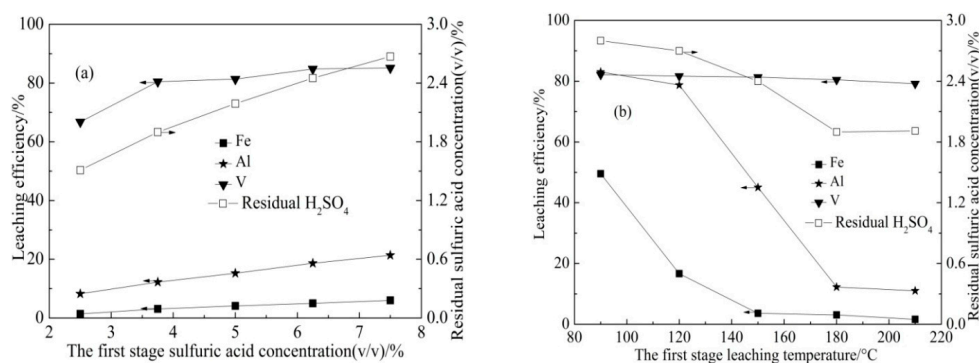 100
80
60
40
20
0
Leaching efficiency/%
(a)
Fe
Al
V
Residual H₂SO₄
3.0
2.4
1.8
1.2
0.6
0.0
Residual sulfuric acid concentration(v/v)/%
2 3 4 5 6 7 8
The first stage sulfuric acid concentration(v/v)/%
100
80
60
40
20
0
Leaching efficiency/%
(b)
Fe
Al
V
Residual H₂SO₄
3.0
2.4
1.8
1.2
0.6
0.0
Residual sulfuric acid concentration(v/v)/%
80 100 120 140 160 180 200 220
The first stage leaching temperature/°C